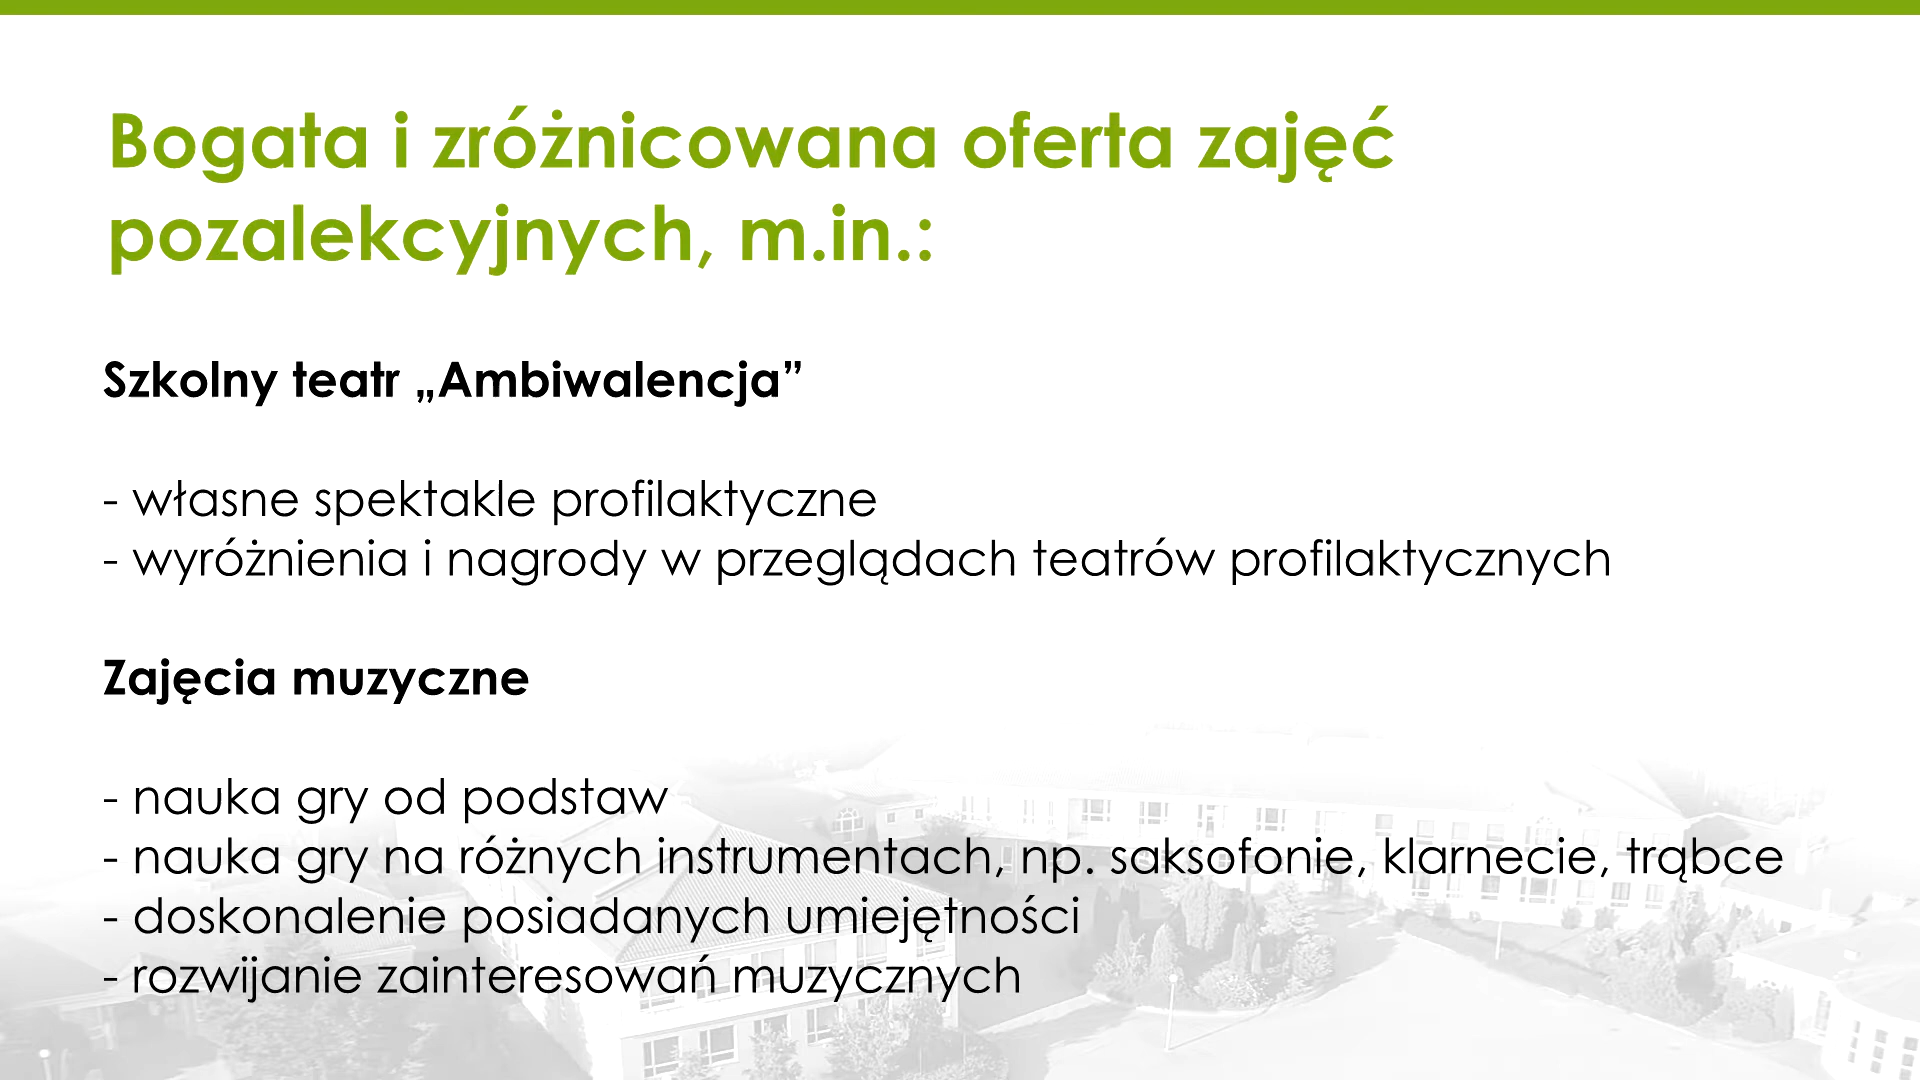 Bogata i zróżnicowana oferta zajęć
pozalekcyjnych, m.in.:
Szkolny teatr „Ambiwalencja”
- własne spektakle profilaktyczne
- wyróżnienia i nagrody w przeglądach teatrów profilaktycznych
Zajęcia muzyczne
- nauka gry od podstaw
- nauka gry na różnych instrumentach, np. saksofonie, klarnecie, trąbce
- doskonalenie posiadanych umiejętności
- rozwijanie zainteresowań muzycznych